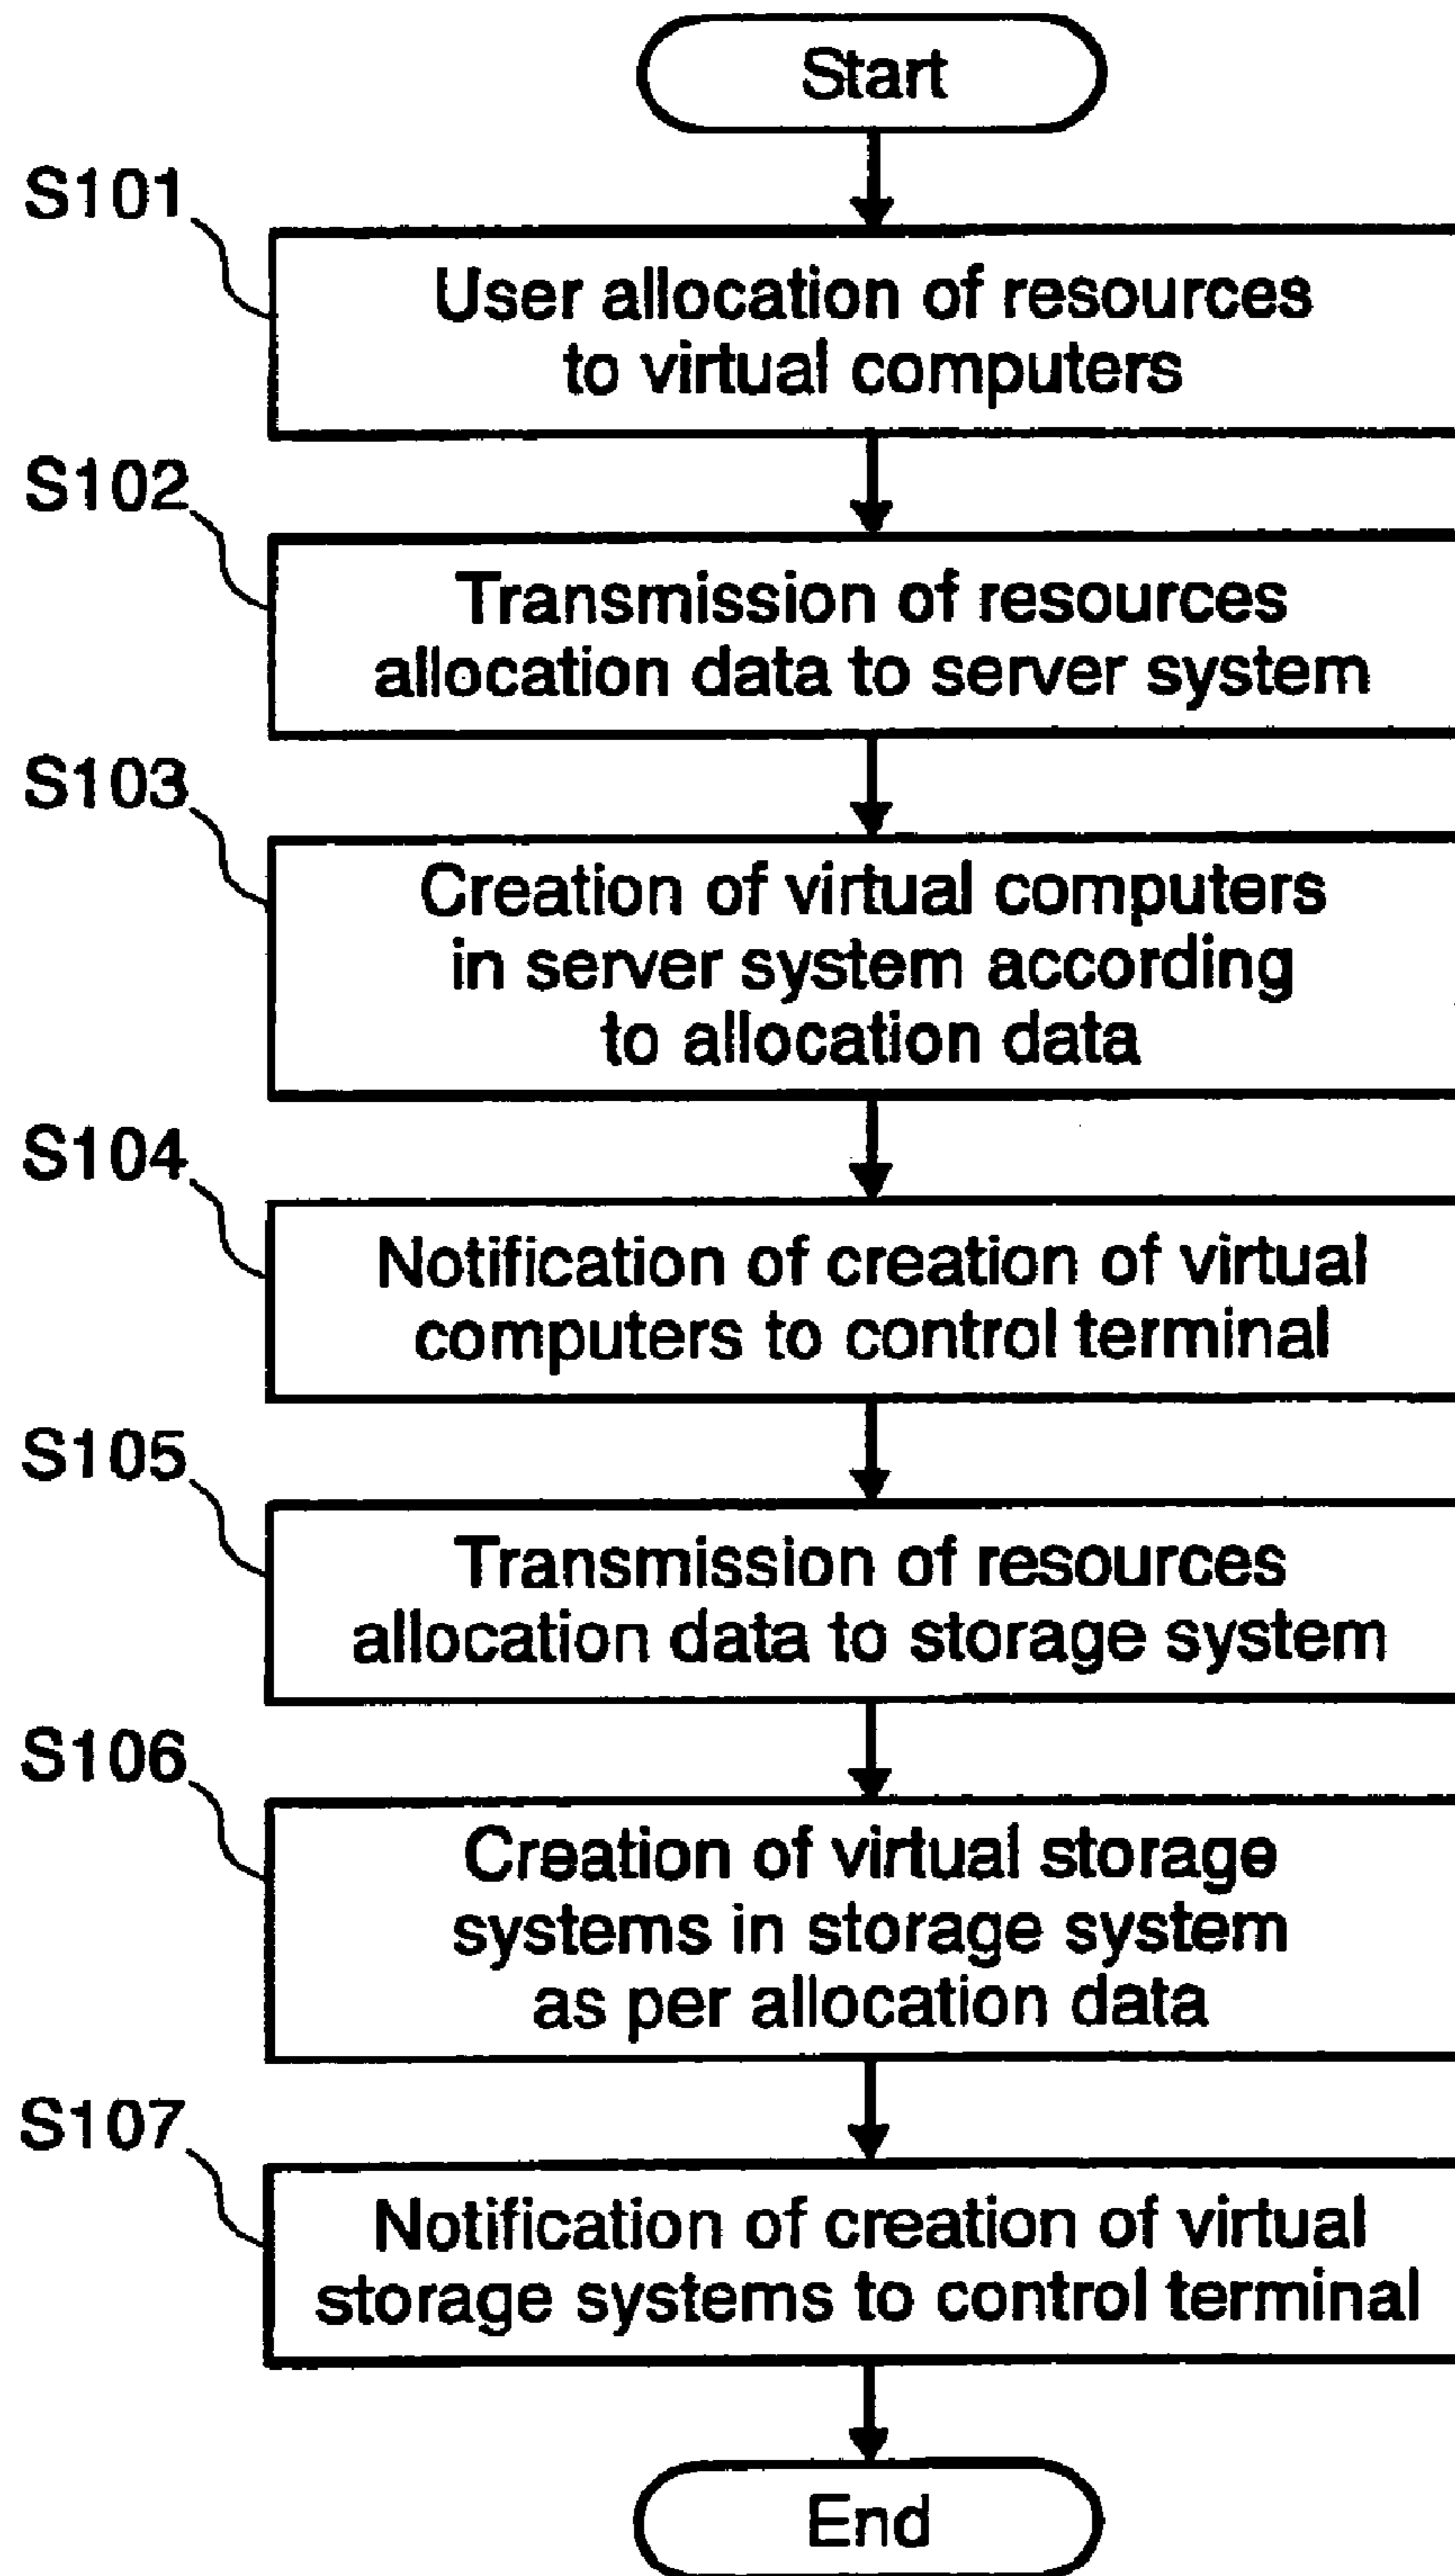 Start
S101
User allocation of resources
to virtual computers
S102
Transmission of resources
allocation data to server system
S103
Creation of virtual computers
in server system according
to allocation data
S104
Notification of creation of virtual
computers to control terminal
S105
Transmission of resources
allocation data to storage system
S106
Creation of virtual storage
systems in storage system
as per allocation data
S107
Notification of creation of virtual
storage systems to control terminal
End